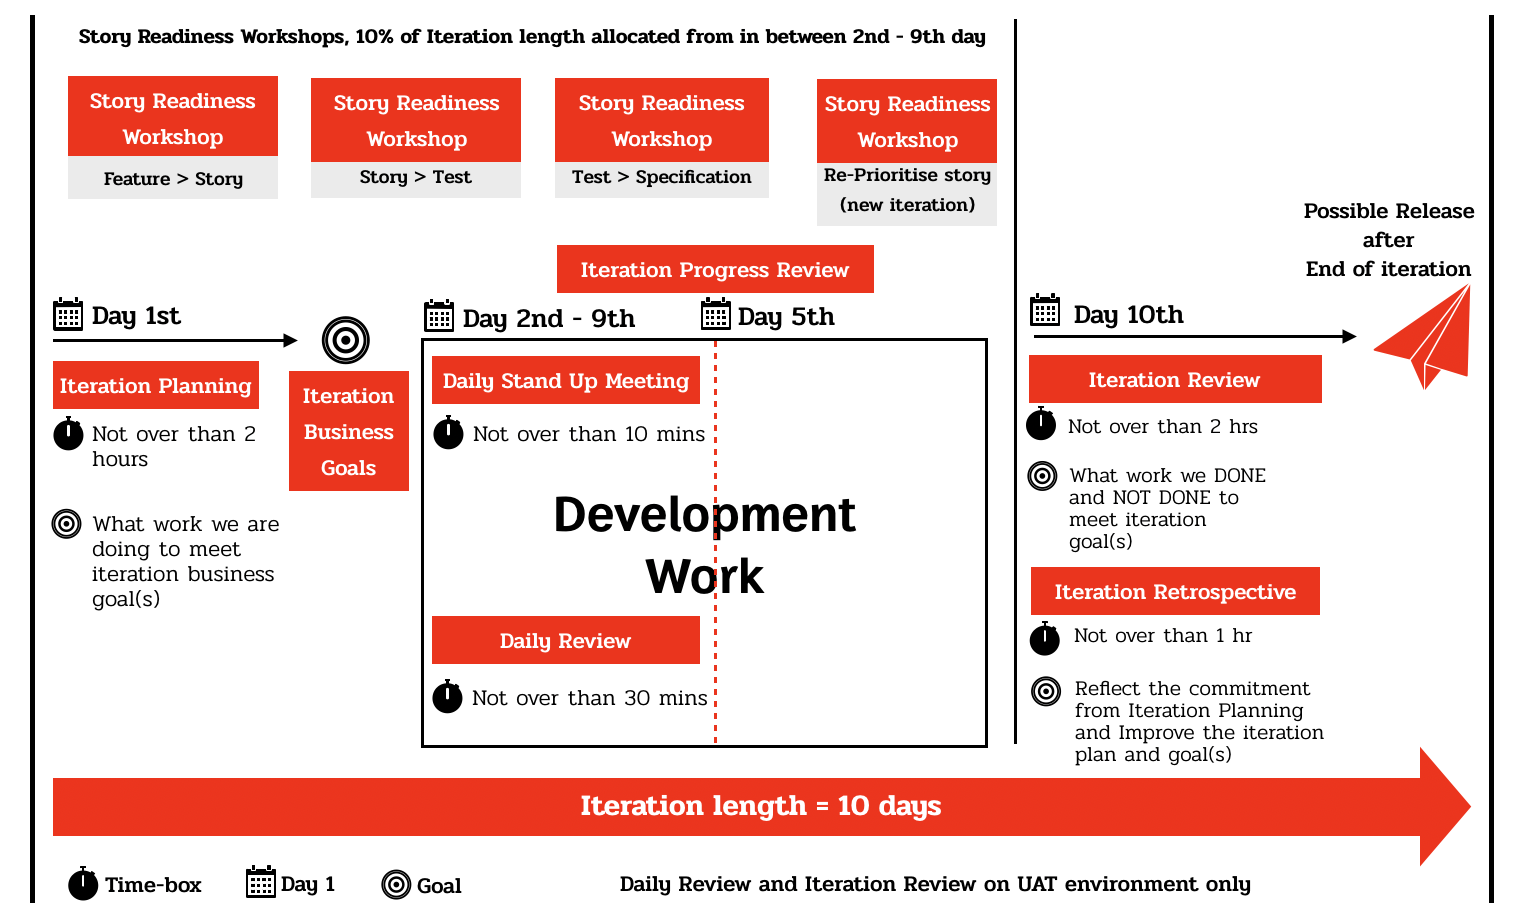 Story Readiness Workshops, 10% of Iteration length allocated from in between 2nd - 9th day
Story Readiness
Workshop
Feature > Story
Story Readiness
Workshop
Story > Test
Story Readiness
Workshop
Test > Specification
Story Readiness
Workshop
Re-Prioritise story
(new iteration)
Possible Release
after
End of iteration
Iteration Progress Review
Day 1st
Iteration Planning
Not over than 2
hours
What work we are
doing to meet
iteration business
goal(s)
Iteration
Business
Goals
Day 2nd - 9th
Day 5th
Daily Stand Up Meeting
Not over than 10 mins
Development
Work
Daily Review
Not over than 30 mins
Day 10th
Iteration Review
Not over than 2 hrs
What work we DONE
and NOT DONE to
meet iteration
goal(s)
Iteration Retrospective
Not over than 1 hr
Reflect the commitment
from Iteration Planning
and Improve the iteration
plan and goal(s)
Iteration length = 10 days
Time-box
Day 1
Goal
Daily Review and Iteration Review on UAT environment only